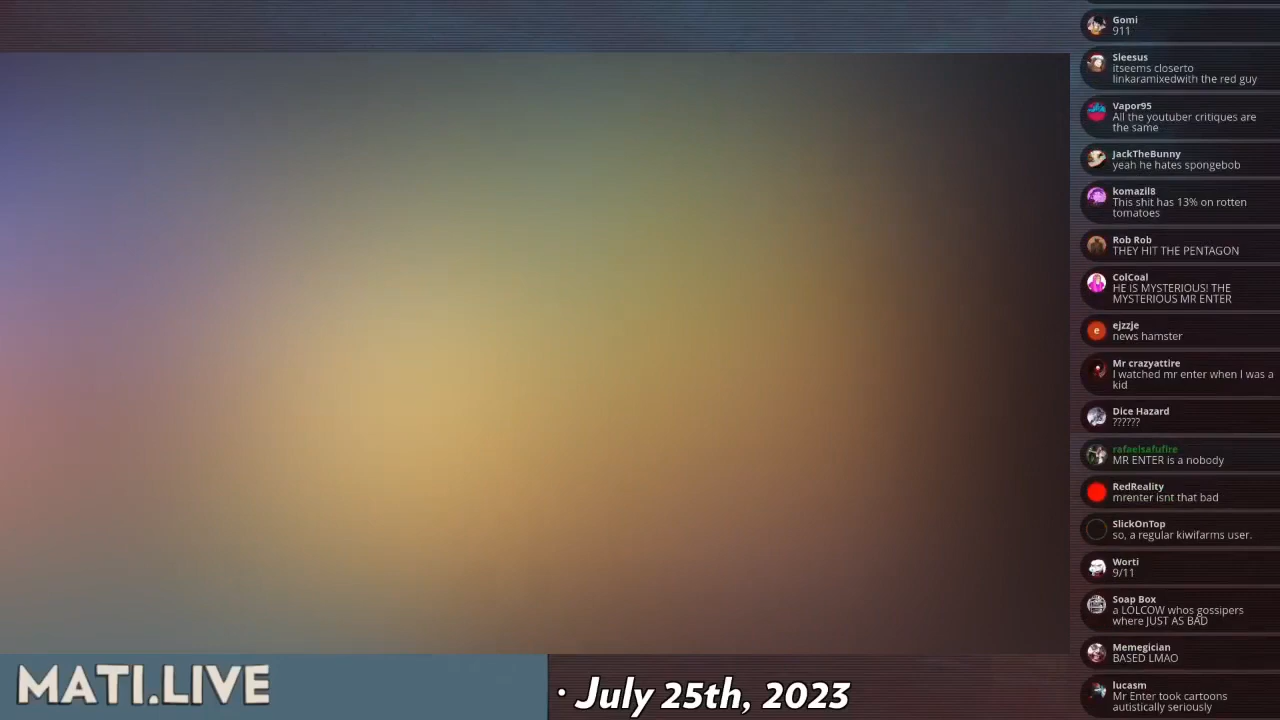 Gomi
911
Sleesus
itseems closerto
linkaramixedwith the red guy
Vapor95
All the youtuber critiques are
the same
JackTheBunny
yeah he hates spongebob
komazil8
This shit has 13% on rotten
tomatoes
Rob Rob
THEY HIT THE PENTAGON
ColCoal
HE IS MYSTERIOUS! THE
MYSTERIOUS MR ENTER
ejzzje
e
news hamster
Mr crazyattire
I watched mr enter when I was a
kid
Dice Hazard
??????
rafaelsafufire
MR ENTER is a nobody
RedReality
mrenter isnt that bad
SlickOnTop
so, a regular kiwifarms user.
Worti
9/11
Soap Box
a LOLCOW whos gossipers
where JUST AS BAD
Memegician
BASED LMAO
lucasm
Mr Enter took cartoons
autistically seriously
MATI.LIVE
· July 25th, 2023